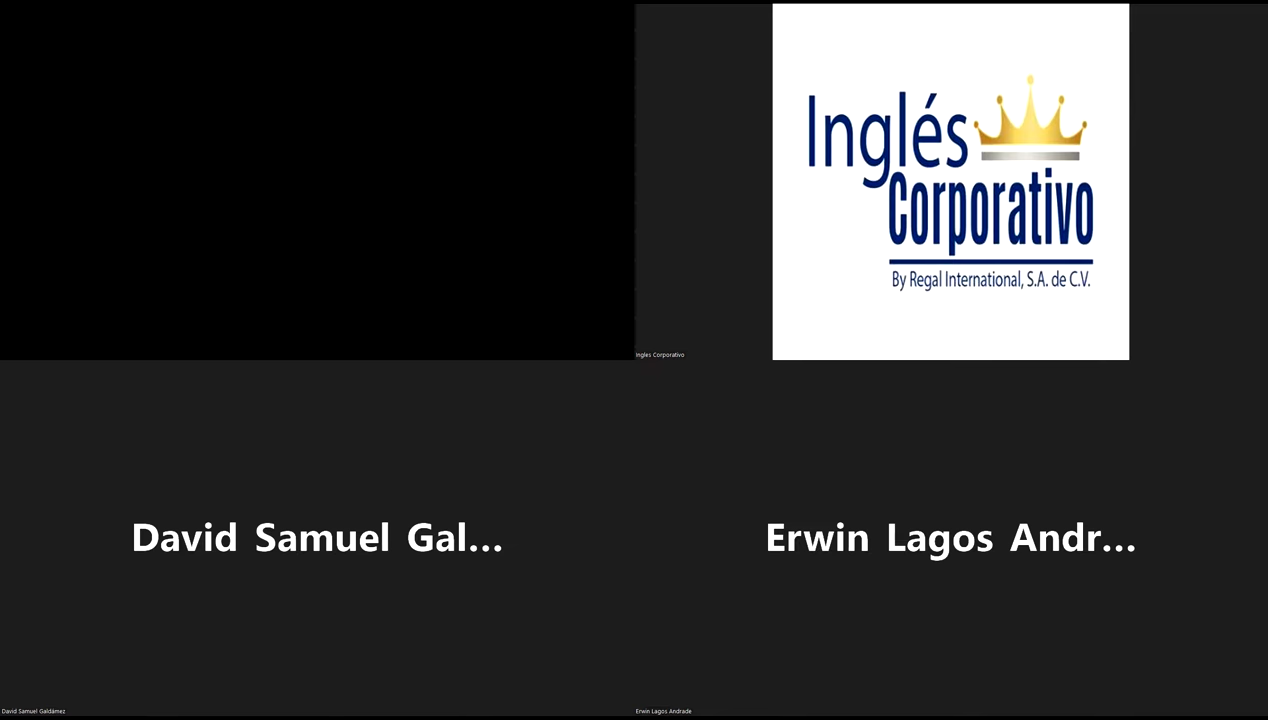 Inglés
Corporativo
By Regal International, S.A. de C.V.
Ingles Corporativo
David Samuel Gal...
Erwin Lagos Andr...
David Samuel Galdámez
Erwin Lagos Andrade